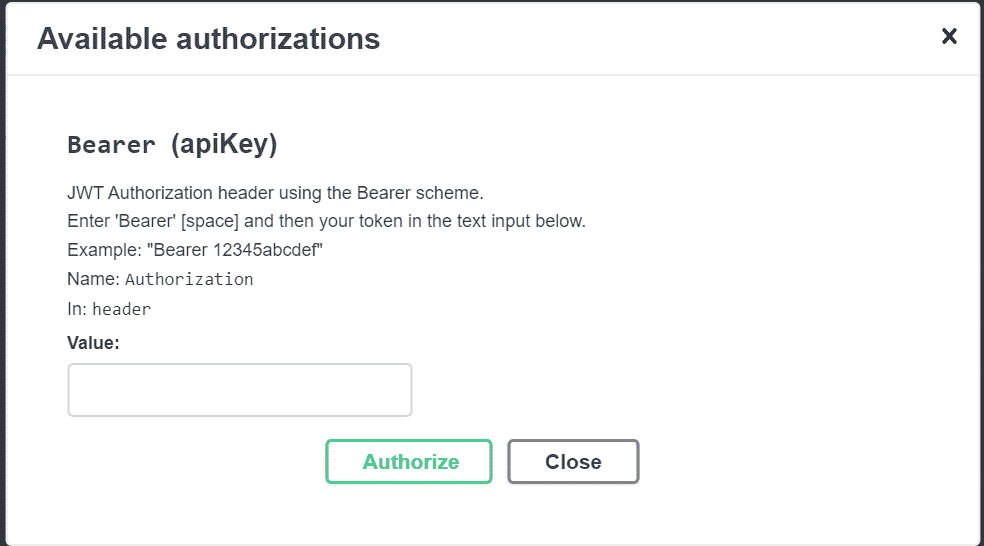 Available authorizations
Bearer (apiKey)
JWT Authorization header using the Bearer scheme.
Enter 'Bearer' [space] and then your token in the text input below.
Example: "Bearer 12345abcdef"
Name: Authorization
In: header
Value:
Authorize Close